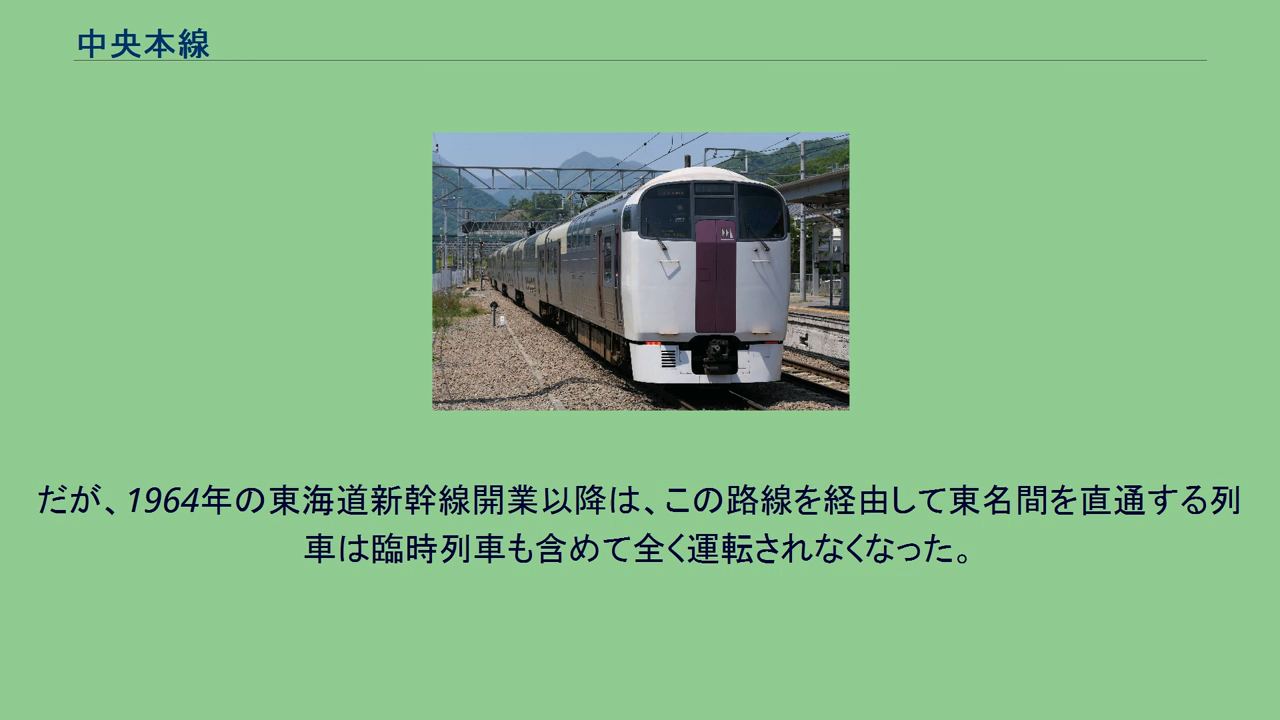 中央本線
だが、1964年の東海道新幹線開業以降は、この路線を経由して東名間を直通する列
車は臨時列車も含めて全く運転されなくなった。